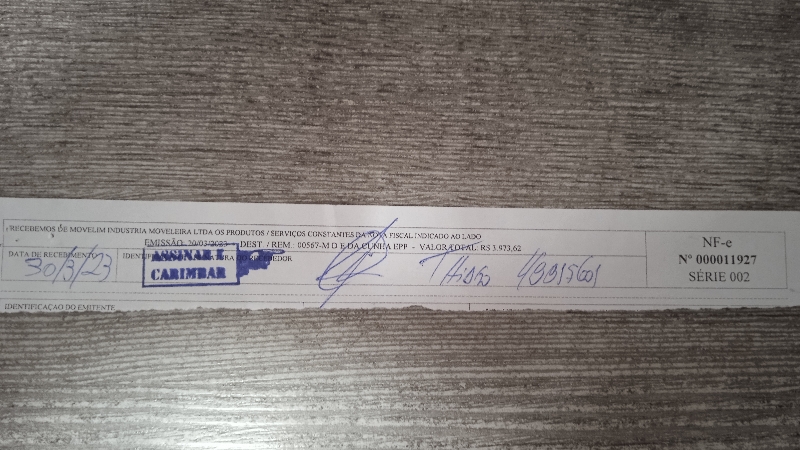 RECEBEMOS DE MOVELIM INDUSTRIA MOVELEIRA LTDA OS PRODUTOS / SERVIÇOS CONSTANTES DA NOTA FISCAL INDICADO AO LADO
EMISSÃO: 20/03/2023 DEST. / REM.: 00567-M D E DA CUNHA EPP - VALOR TOTAL: R$ 3.973,62
NF-e
Nº 000011927
SÉRIE 002
DATA DE RECEBIMENTO
30/3/23
ASSINAR
CARIMBAR
RECEBEDOR
THIAGO
IDENTIFICAÇÃO DO EMITENTE